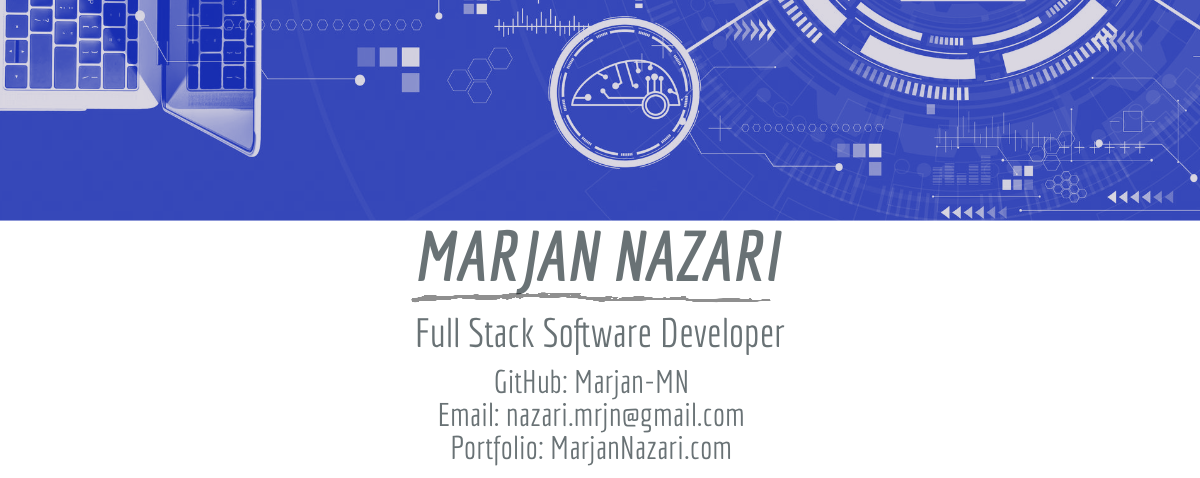 MARJAN NAZARI
Full Stack Software Developer
GitHub: Marjan-MN
Email: nazari.mrjn@gmail.com
Portfolio: MarjanNazari.com